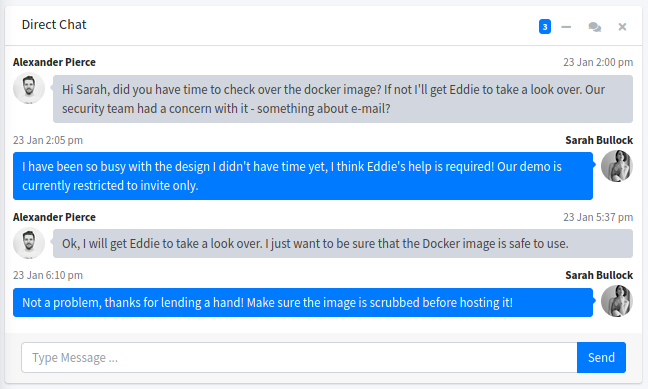 Direct Chat
3
Alexander Pierce
23 Jan 2:00 pm
Hi Sarah, did you have time to check over the docker image? If not I'll get Eddie to take a look over. Our
security team had a concern with it - something about e-mail?
23 Jan 2:05 pm
Sarah Bullock
I have been so busy with the design I didn't have time yet, I think Eddie's help is required! Our demo is
currently restricted to invite only.
Alexander Pierce
23 Jan 5:37 pm
Ok, I will get Eddie to take a look over. I just want to be sure that the Docker image is safe to use.
23 Jan 6:10 pm
Sarah Bullock
Not a problem, thanks for lending a hand! Make sure the image is scrubbed before hosting it!
Type Message ...
Send